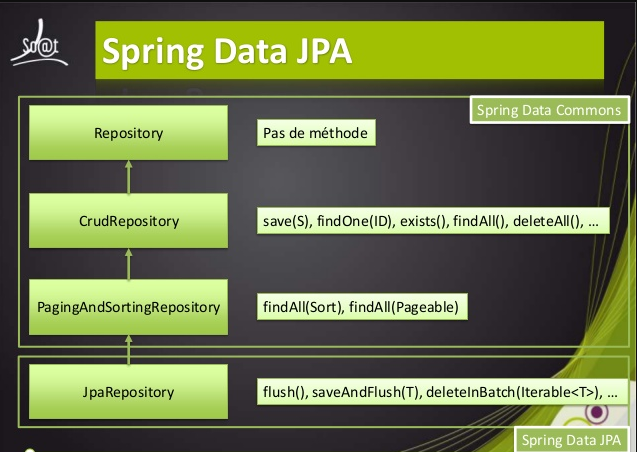 So@t
Spring Data JPA
Spring Data Commons
Repository
Pas de méthode
CrudRepository
save(S), findOne(ID), exists(), findAll(), deleteAll(), ...
PagingAndSortingRepository
findAll(Sort), findAll(Pageable)
JpaRepository
flush(), saveAndFlush(T), deleteInBatch(Iterable<T>), ...
Spring Data JPA